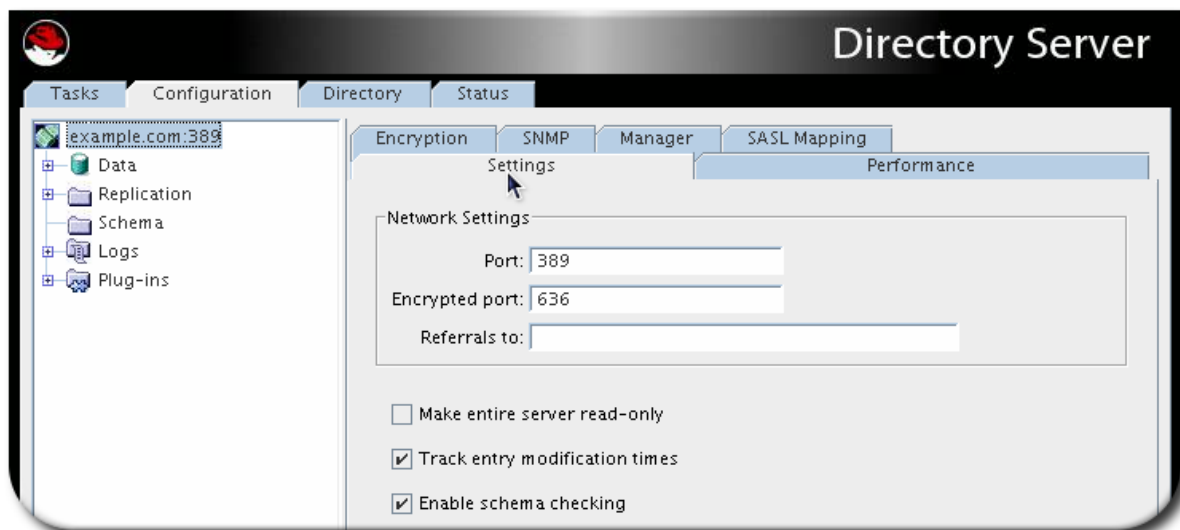 Directory Server
Tasks Configuration Directory Status
example.com:389
Data
Replication
Schema
Logs
Plug-ins
Encryption SNMP Manager SASL Mapping
Settings Performance
Network Settings
Port: 389
Encrypted port: 636
Referrals to:
Make entire server read-only
Track entry modification times
Enable schema checking